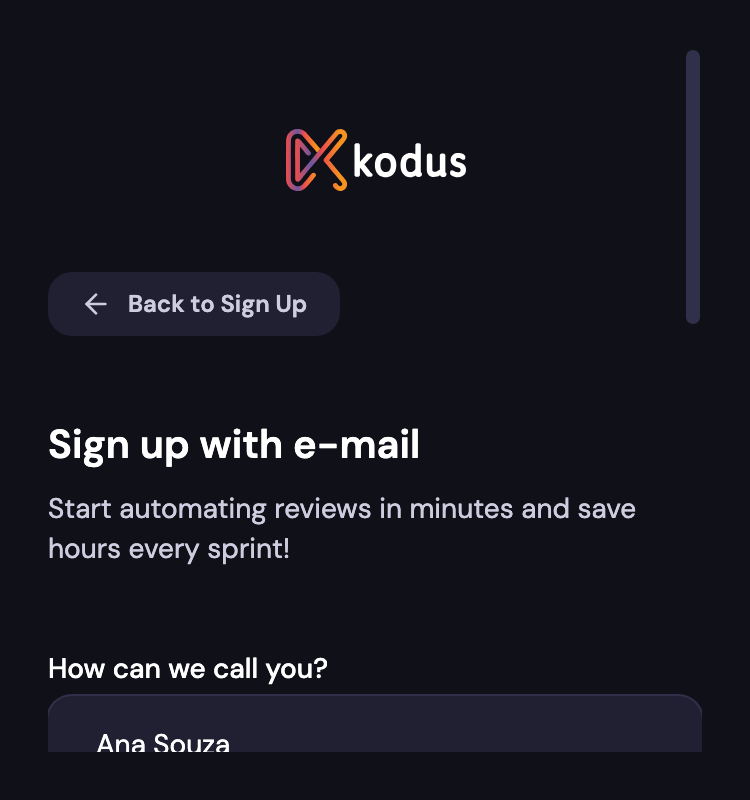 kodus
Back to Sign Up
Sign up with e-mail
Start automating reviews in minutes and save
hours every sprint!
How can we call you?
Ana Souza